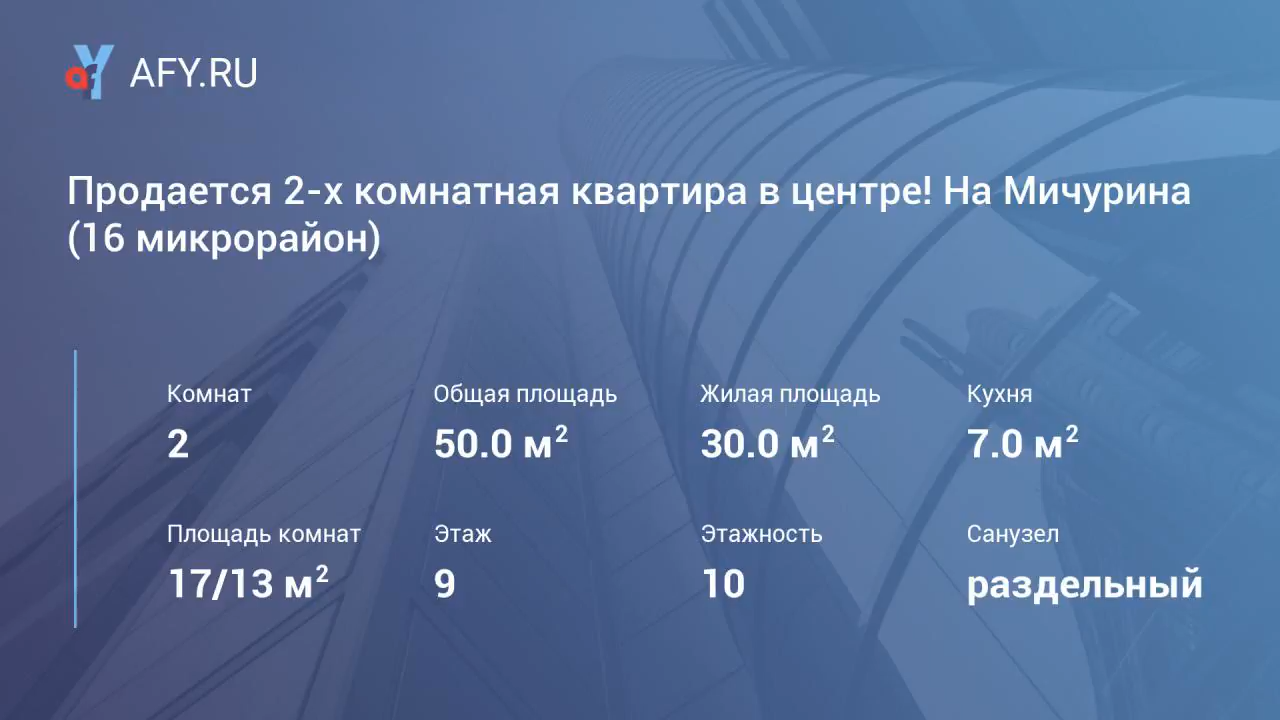 AFY.RU
Продается 2-х комнатная квартира в центре! На Мичурина
(16 микрорайон)
Комнат
2
Общая площадь
50.0 м²
Жилая площадь
30.0 м²
Кухня
7.0 м²
Площадь комнат
17/13 м²
Этаж
9
Этажность
10
Санузел
раздельный